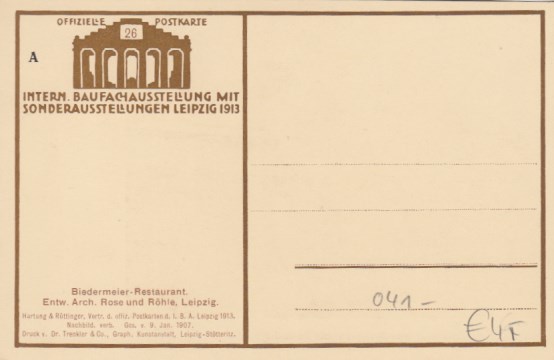 OFFIZIELLE POSTKARTE
26
A
INTERN. BAUFACHAUSSTELLUNG MIT
SONDERAUSSTELLUNGEN LEIPZIG 1913
Biedermeier-Restaurant.
Entw. Arch. Rose und Röhle, Leipzig.
Hartung & Rüttinger, Vertr. d. offiz. Postkarten d. I. B. A. Leipzig 1913.
Nachbild. verb. Ges. v. 9. Jan. 1907.
Druck v. Dr. Trenkler & Co., Graph. Kunstanstalt, Leipzig-Stötteritz.
041-